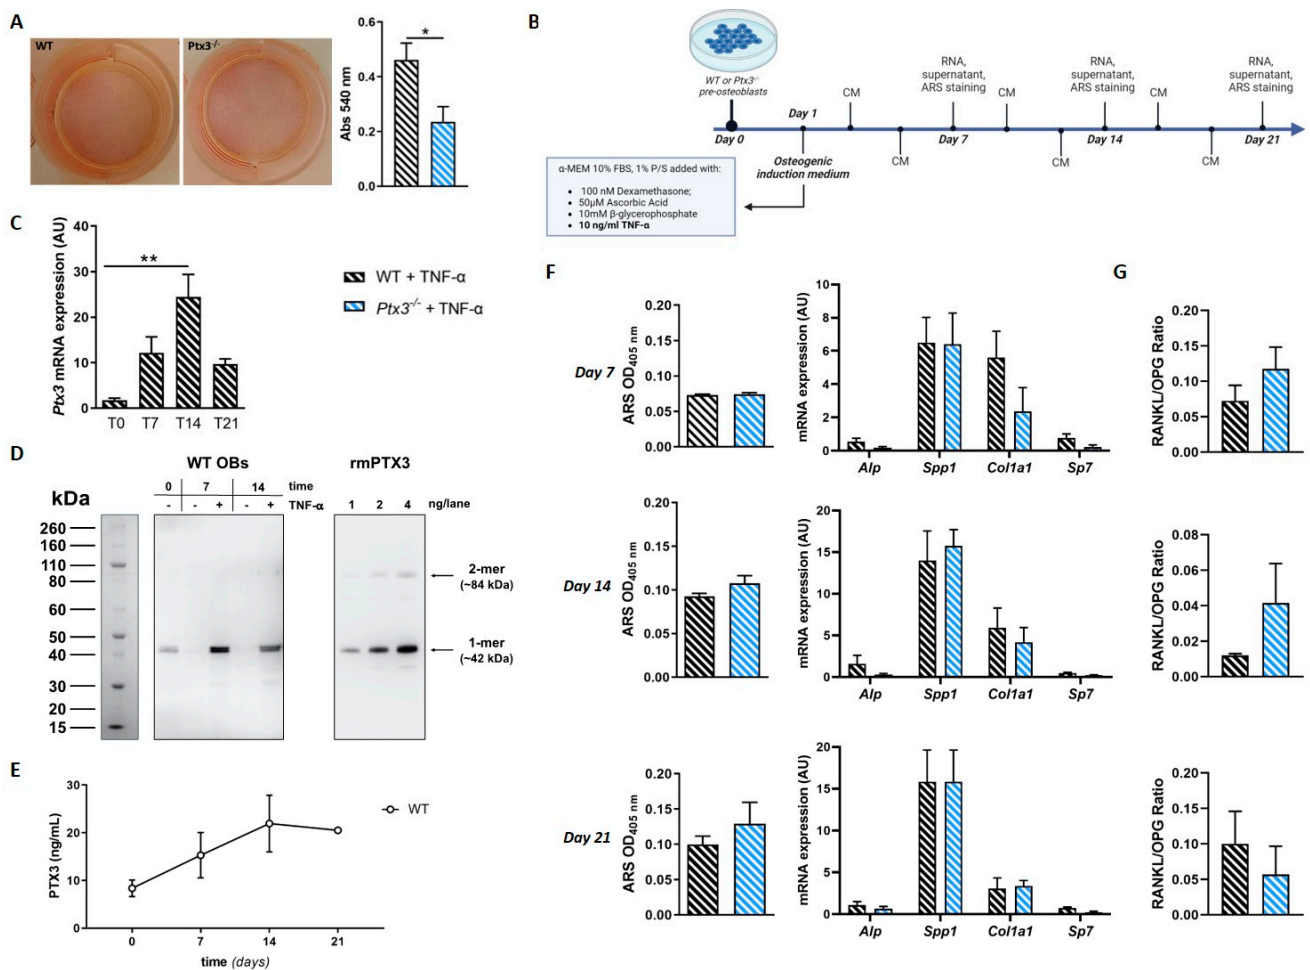 A
WT
Ptx3-/-
Abs 540 nm
0.6
0.4
0.2
0.0
*
B
WT or Ptx3-/-
pre-osteoblasts
Day 0
Day 1
Osteogenic
induction medium
CM
CM
RNA,
supernatant,
ARS staining
Day 7
CM
CM
RNA,
supernatant,
ARS staining
Day 14
CM
CM
RNA,
supernatant,
ARS staining
Day 21
α-MEM 10% FBS, 1% P/S added with:
• 100 nM Dexamethasone;
• 50μM Ascorbic Acid
• 10mM β-glycerophosphate
• 10 ng/ml TNF-α
C
Ptx3 mRNA expression (AU)
40
30
20
10
0
**
T0 T7 T14 T21
WT + TNF-α
Ptx3-/- + TNF-α
D
WT OBs
rmPTX3
kDa
0 7 14 time
- - + - + TNF-α
1 2 4 ng/lane
260
160
110
80
60
50
40
30
20
15
2-mer
(~84 kDa)
1-mer
(~42 kDa)
E
PTX3 (ng/mL)
30
20
10
0
0 7 14 21
time (days)
WT
F
Day 7
ARS OD405 nm
0.20
0.15
0.10
0.05
0.00
mRNA expression (AU)
10
8
6
4
2
0
Alp Spp1 Col1a1 Sp7
G
RANKL/OPG Ratio
0.20
0.15
0.10
0.05
0.00
Day 14
ARS OD405 nm
0.20
0.15
0.10
0.05
0.00
mRNA expression (AU)
20
15
10
5
0
Alp Spp1 Col1a1 Sp7
RANKL/OPG Ratio
0.08
0.06
0.04
0.02
0.00
Day 21
ARS OD405 nm
0.20
0.15
0.10
0.05
0.00
mRNA expression (AU)
20
15
10
5
0
Alp Spp1 Col1a1 Sp7
RANKL/OPG Ratio
0.20
0.15
0.10
0.05
0.00